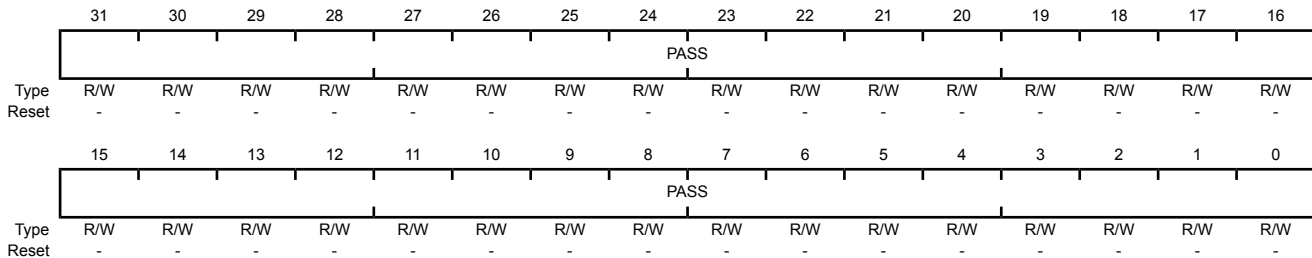 31 30 29 28 27 26 25 24 23 22 21 20 19 18 17 16
PASS
Type R/W R/W R/W R/W R/W R/W R/W R/W R/W R/W R/W R/W R/W R/W R/W R/W
Reset - - - - - - - - - - - - - - - -
15 14 13 12 11 10 9 8 7 6 5 4 3 2 1 0
PASS
Type R/W R/W R/W R/W R/W R/W R/W R/W R/W R/W R/W R/W R/W R/W R/W R/W
Reset - - - - - - - - - - - - - - - -